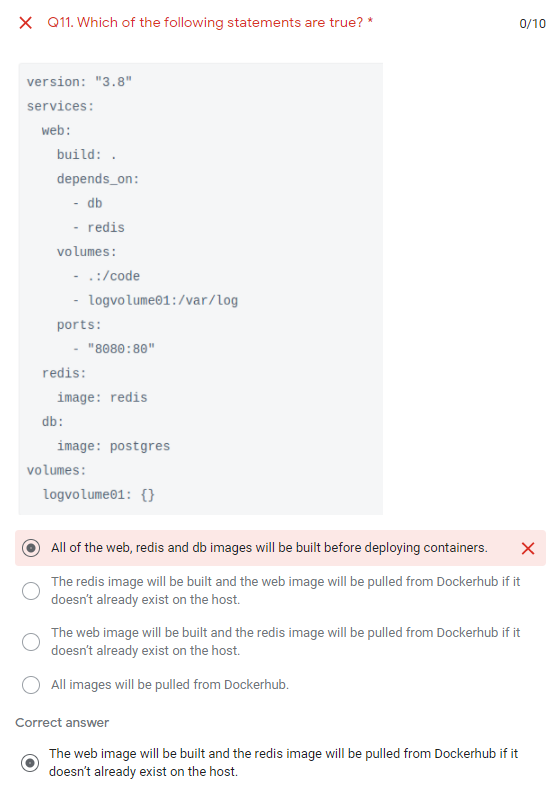 Q11. Which of the following statements are true? *
0/10
version: "3.8"
services:
  web:
    build: .
    depends_on:
      - db
      - redis
    volumes:
      - .:/code
      - logvolume01:/var/log
    ports:
      - "8080:80"
  redis:
    image: redis
  db:
    image: postgres
volumes:
  logvolume01: {}
All of the web, redis and db images will be built before deploying containers.
The redis image will be built and the web image will be pulled from Dockerhub if it
doesn’t already exist on the host.
The web image will be built and the redis image will be pulled from Dockerhub if it
doesn’t already exist on the host.
All images will be pulled from Dockerhub.
Correct answer
The web image will be built and the redis image will be pulled from Dockerhub if it
doesn’t already exist on the host.